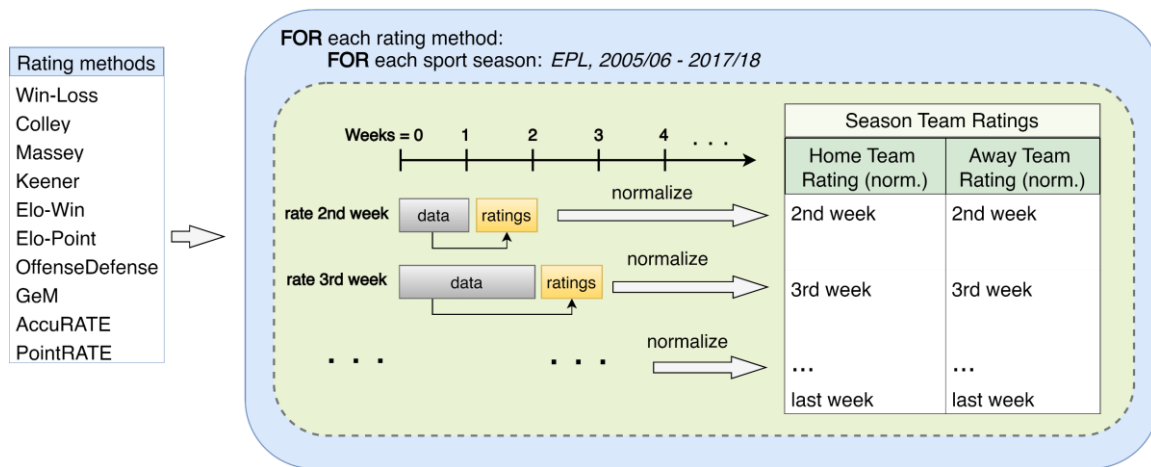 Rating methods
Win-Loss
Colley
Massey
Keener
Elo-Win
Elo-Point
OffenseDefense
GeM
AccuRATE
PointRATE
FOR each rating method:
FOR each sport season: EPL, 2005/06 - 2017/18
Weeks = 0 1 2 3 4 . . .
rate 2nd week data ratings normalize
rate 3rd week data ratings normalize
. . . . . . normalize
Season Team Ratings
Home Team Rating (norm.)
Away Team Rating (norm.)
2nd week 2nd week
3rd week 3rd week
... ...
last week last week